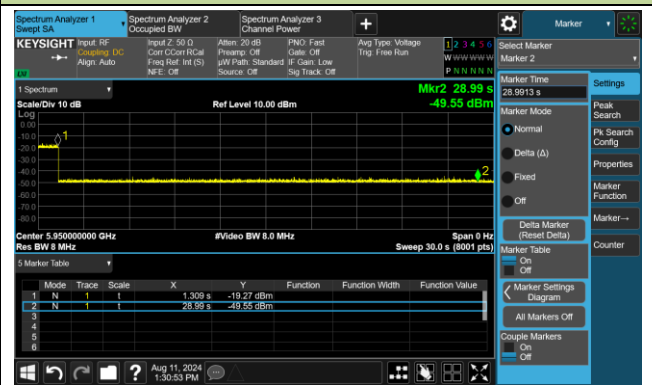 Spectrum Analyzer 1
Swept SA
Spectrum Analyzer 2
Occupied BW
Spectrum Analyzer 3
Channel Power
Marker
KEYSIGHT
Input: RF
Coupling: DC
Align: Auto
Input Z: 50 Ω
Corr CCorr RCal
Freq Ref: Int (S)
NFE: Off
Atten: 20 dB
Preamp: Off
µW Path: Standard
Source: Off
PNO: Fast
Gate: Off
IF Gain: Low
Sig Track: Off
Avg Type: Voltage
Trig: Free Run
1 2 3 4 5 6
W W W W W W
P N N N N N
Select Marker
Marker 2
1 Spectrum
Scale/Div 10 dB
Log
Ref Level 10.00 dBm
Mkr2 28.99 s
-49.55 dBm
0.00
-10.0
-20.0
-30.0
-40.0
-50.0
-60.0
-70.0
-80.0
1
2
Center 5.950000000 GHz
Res BW 8 MHz
#Video BW 8.0 MHz
Span 0 Hz
Sweep 30.0 s (8001 pts)
5 Marker Table
Mode Trace Scale X Y Function Function Width Function Value
1 N 1 t 1.309 s -19.27 dBm
2 N 1 t 28.99 s -49.55 dBm
3
4
5
6
Marker Time
28.9913 s
Marker Mode
Normal
Delta (Δ)
Fixed
Off
Delta Marker
(Reset Delta)
Marker Table
On
Off
Marker Settings
Diagram
All Markers Off
Couple Markers
On
Off
Settings
Peak
Search
Pk Search
Config
Properties
Marker
Function
Marker→
Counter
?
Aug 11, 2024
1:30:53 PM